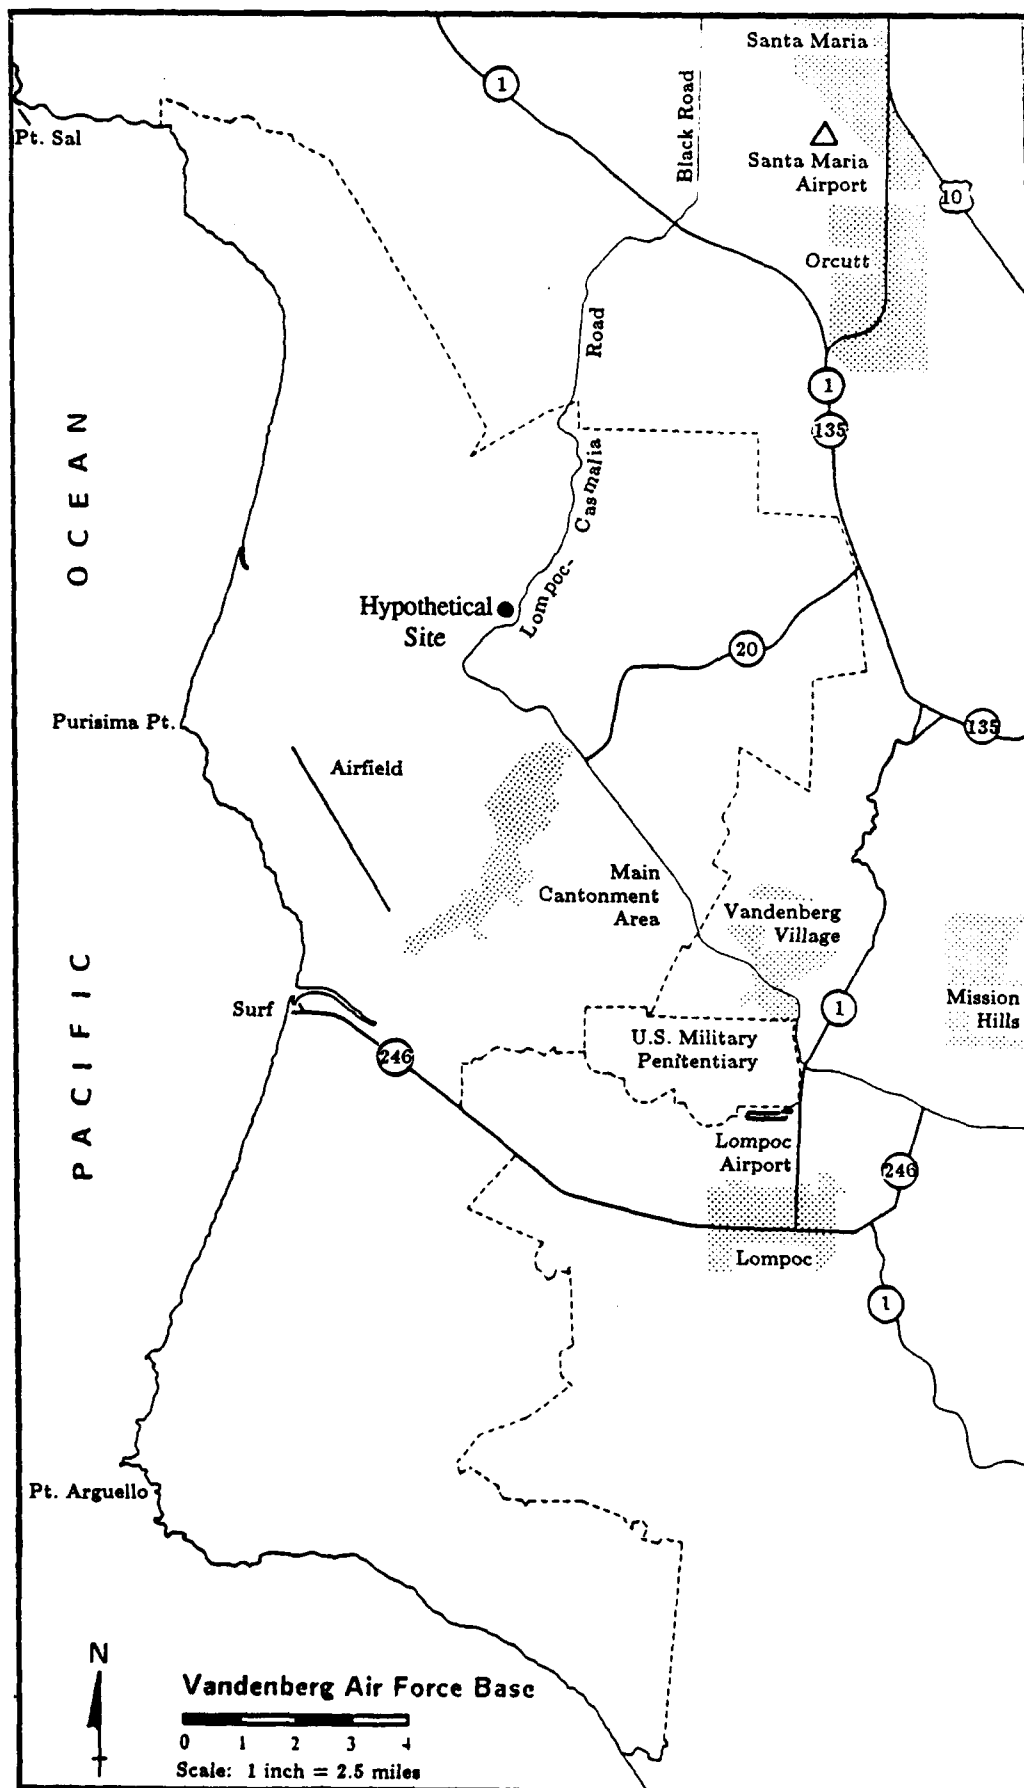 Santa Maria
1
Black Road
Pt. Sal
Santa Maria
Airport
10
Orcutt
Road
1
135
OCEAN
Casmalia
Lompoc-
Hypothetical
Site
20
Purisima Pt.
135
Airfield
Main
Cantonment
Area
Vandenberg
Village
PACIFIC
Surf
1
Mission
Hills
U.S. Military
Penitentiary
246
Lompoc
Airport
246
Lompoc
1
Pt. Arguello
N
Vandenberg Air Force Base
0 1 2 3 4
Scale: 1 inch = 2.5 miles